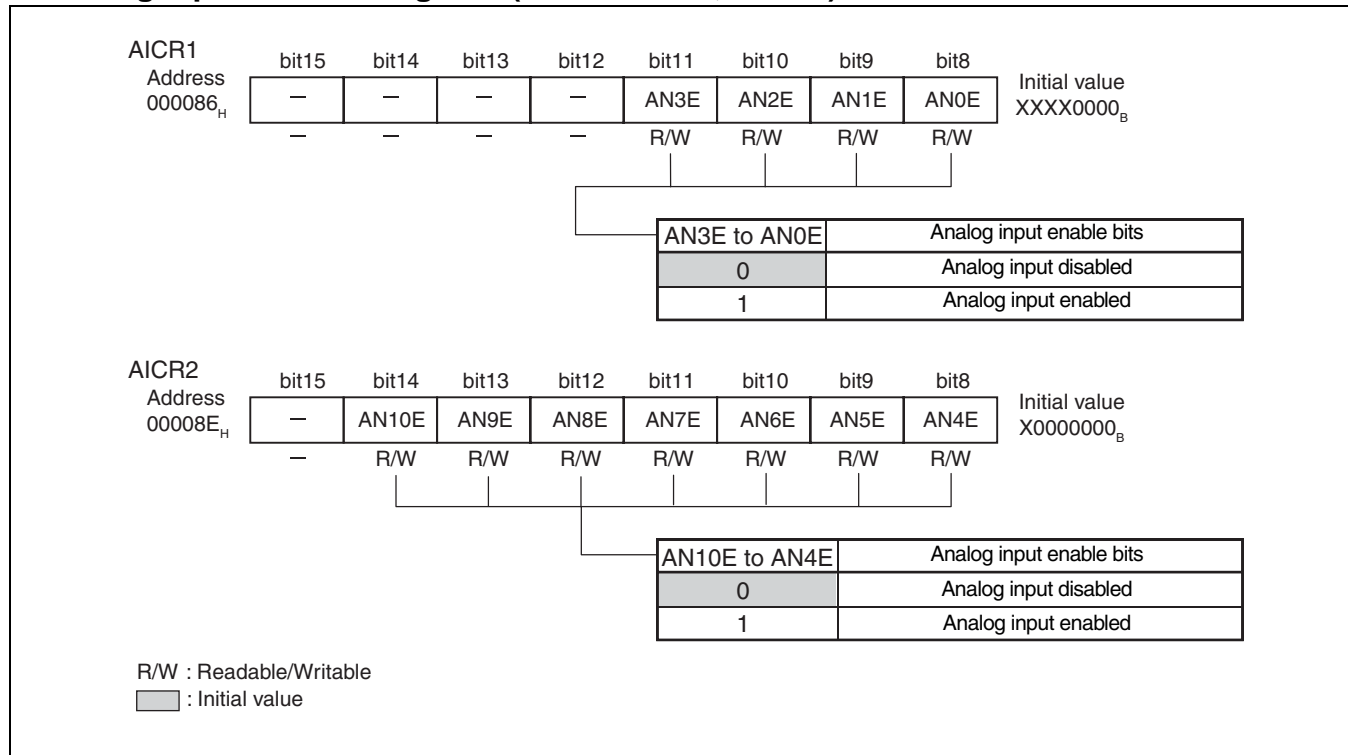 AICR1
Address
000086H
bit15 bit14 bit13 bit12 bit11 bit10 bit9 bit8
– – – – AN3E AN2E AN1E AN0E
Initial value
XXXX0000B
– – – – R/W R/W R/W R/W
AN3E to AN0E Analog input enable bits
0 Analog input disabled
1 Analog input enabled
AICR2
Address
00008EH
bit15 bit14 bit13 bit12 bit11 bit10 bit9 bit8
– AN10E AN9E AN8E AN7E AN6E AN5E AN4E
Initial value
X0000000B
– R/W R/W R/W R/W R/W R/W R/W
AN10E to AN4E Analog input enable bits
0 Analog input disabled
1 Analog input enabled
R/W : Readable/Writable
: Initial value